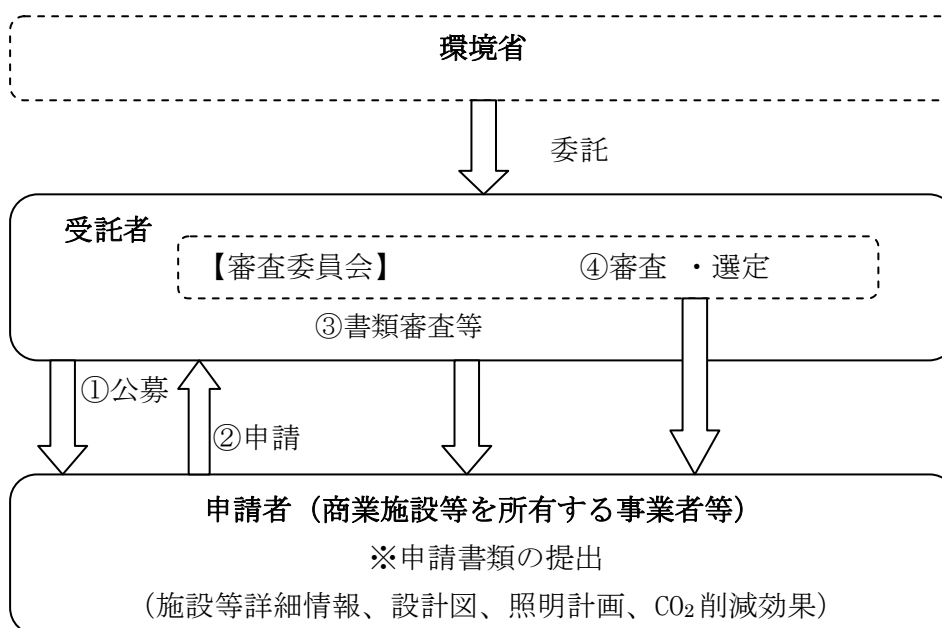 環境省
委託
受託者
【審査委員会】 ④審査 ・選定
③書類審査等
①公募
②申請
申請者（商業施設等を所有する事業者等）
※申請書類の提出
（施設等詳細情報、設計図、照明計画、CO₂削減効果）